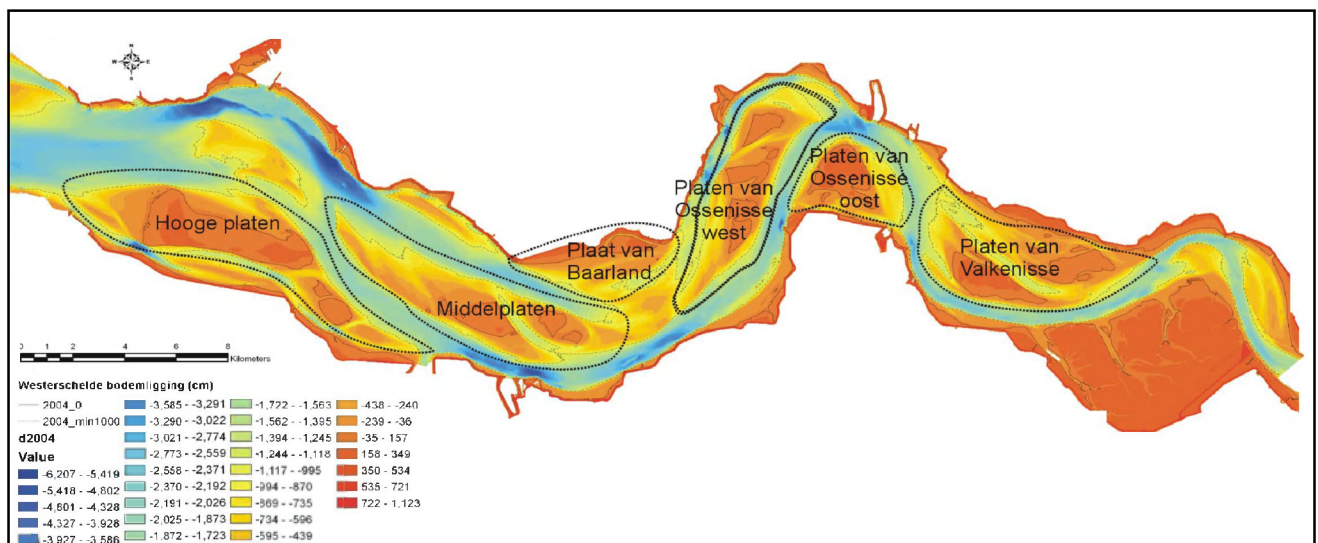 N
W E
S
Hooge platen
Middelplaten
Plaat van
Baarland
Platen van
Ossenisse
west
Platen van
Ossenisse
oost
Platen van
Valkenisse
0 1 2 4 6 8
Kilometers
Westerschelde bodemligging (cm)
2004_0
2004_min1000
d2004
Value
-6,207 - -5,419
-5,418 - -4,802
-4,801 - -4,328
-4,327 - -3,928
-3,927 - -3,586
-3,585 - -3,291
-3,290 - -3,022
-3,021 - -2,774
-2,773 - -2,559
-2,558 - -2,371
-2,370 - -2,192
-2,191 - -2,026
-2,025 - -1,873
-1,872 - -1,723
-1,722 - -1,563
-1,562 - -1,395
-1,394 - -1,245
-1,244 - -1,118
-1,117 - -995
-994 - -870
-869 - -735
-734 - -596
-595 - -439
-438 - -240
-239 - -36
-35 - 157
158 - 349
350 - 534
535 - 721
722 - 1,123